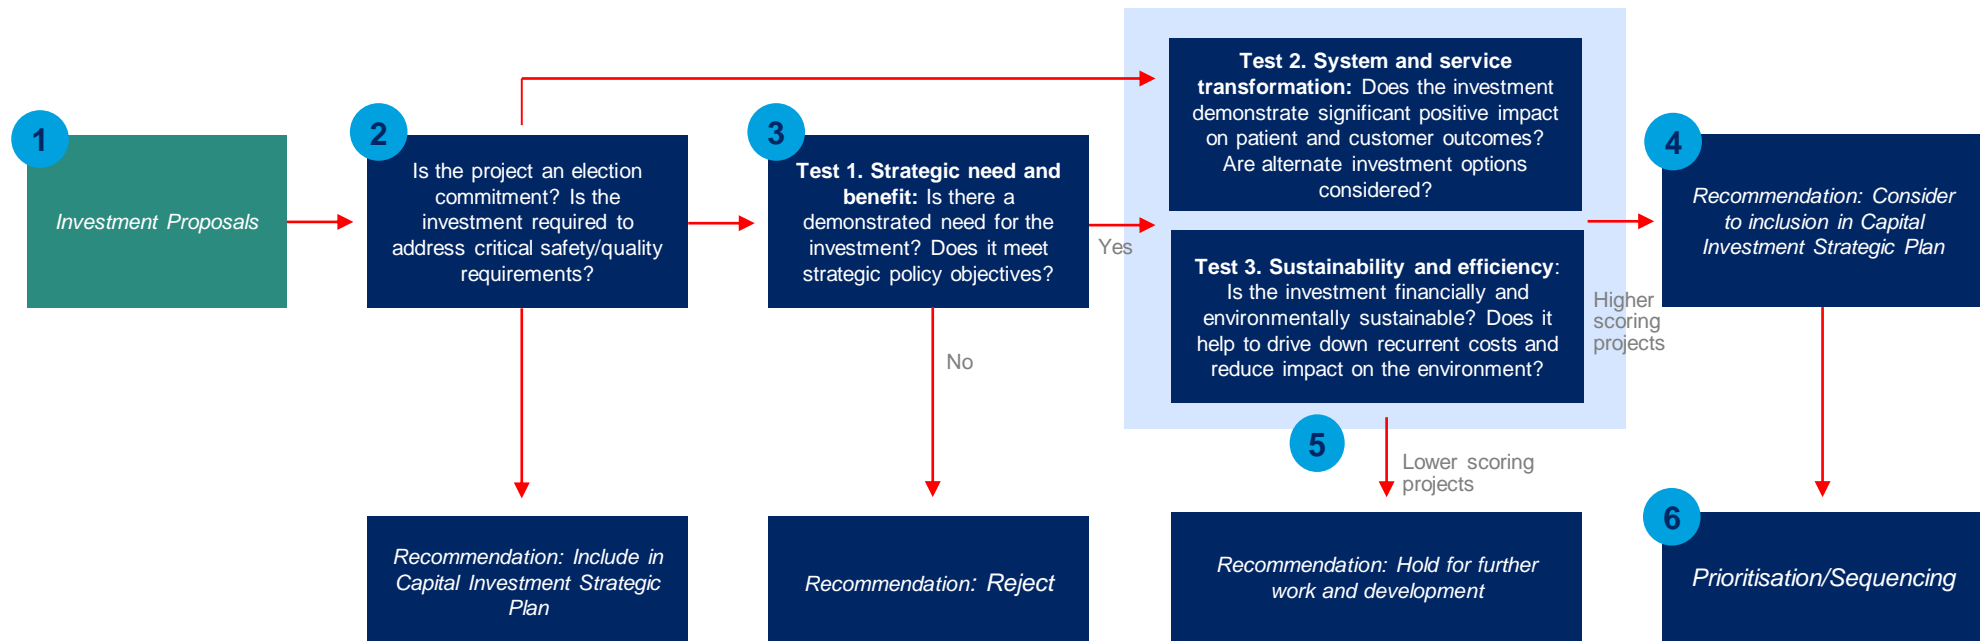 1
Investment Proposals
2
Is the project an election
commitment? Is the
investment required to
address critical safety/quality
requirements?
3
Test 1. Strategic need and
benefit: Is there a
demonstrated need for the
investment? Does it meet
strategic policy objectives?
Yes
No
Test 2. System and service
transformation: Does the investment
demonstrate significant positive impact
on patient and customer outcomes?
Are alternate investment options
considered?
Test 3. Sustainability and efficiency:
Is the investment financially and
environmentally sustainable? Does it
help to drive down recurrent costs and
reduce impact on the environment?
Higher
scoring
projects
4
Recommendation: Consider
to inclusion in Capital
Investment Strategic Plan
5
Lower scoring
projects
Recommendation: Include in
Capital Investment Strategic
Plan
Recommendation: Reject
Recommendation: Hold for further
work and development
6
Prioritisation/Sequencing